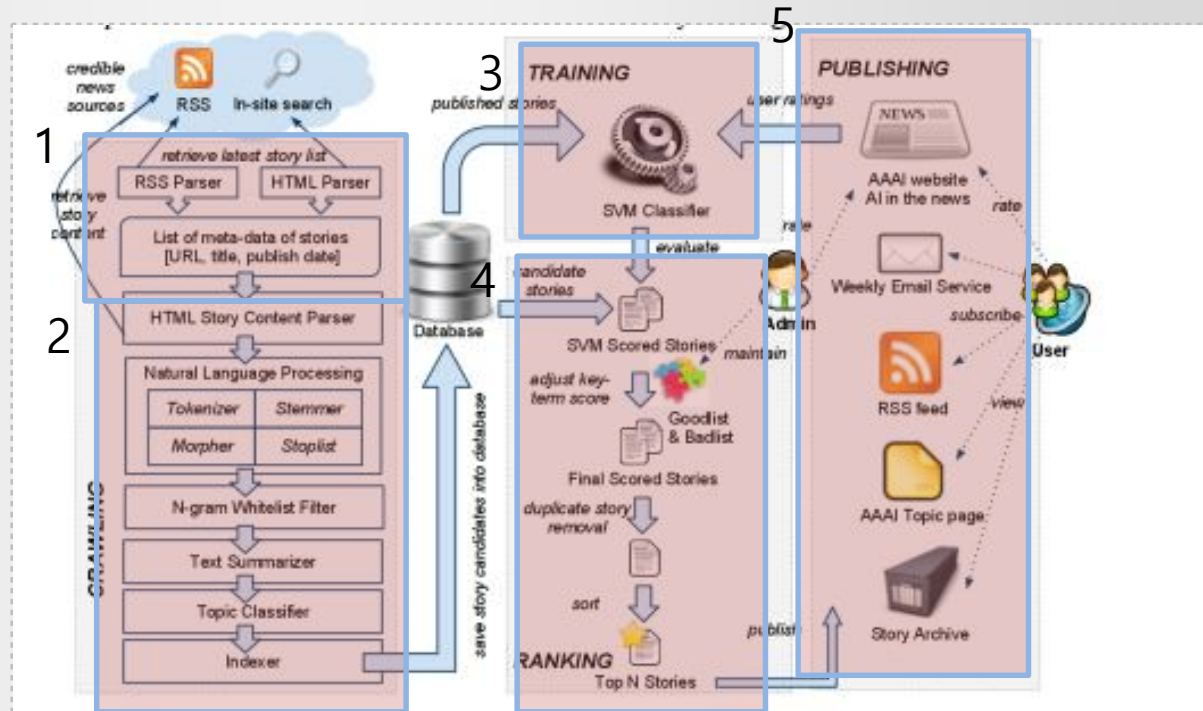 credible
news
sources
RSS
In-site search
1
retrieve latest story list
RSS Parser
HTML Parser
retrieve
story
content
List of meta-data of stories
[URL, title, publish date]
2
HTML Story Content Parser
Natural Language Processing
Tokenizer
Stemmer
Morpher
Stoplist
N-gram Whitelist Filter
Text Summarizer
Topic Classifier
Indexer
CRAWLING
Database
save story candidates into database
3
TRAINING
published stories
user ratings
SVM Classifier
evaluate
4
candidate
stories
SVM Scored Stories
adjust key-
term score
Goodlist
& Badlist
Final Scored Stories
duplicate story
removal
sort
RANKING
Top N Stories
publish
rate
Admin
maintain
5
PUBLISHING
NEWS
AAAI website
AI in the news
rate
Weekly Email Service
subscribe
User
RSS feed
view
AAAI Topic page
Story Archive